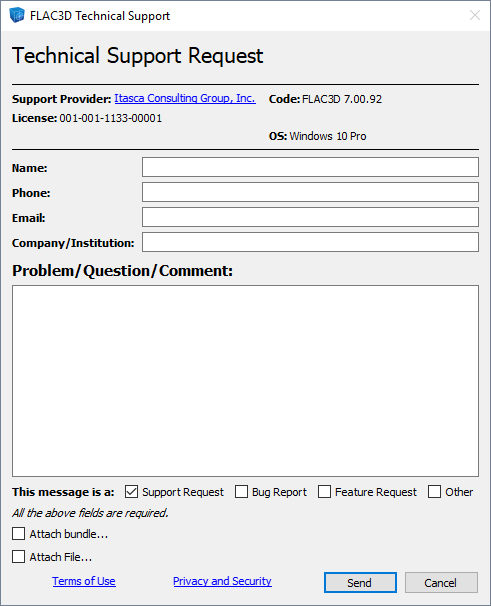 FLAC3D Technical Support
Technical Support Request
Support Provider: Itasca Consulting Group, Inc. Code: FLAC3D 7.00.92
License: 001-001-1133-00001
OS: Windows 10 Pro
Name:
Phone:
Email:
Company/Institution:
Problem/Question/Comment:
This message is a: Support Request Bug Report Feature Request Other
All the above fields are required.
Attach bundle...
Attach File...
Terms of Use Privacy and Security Send Cancel